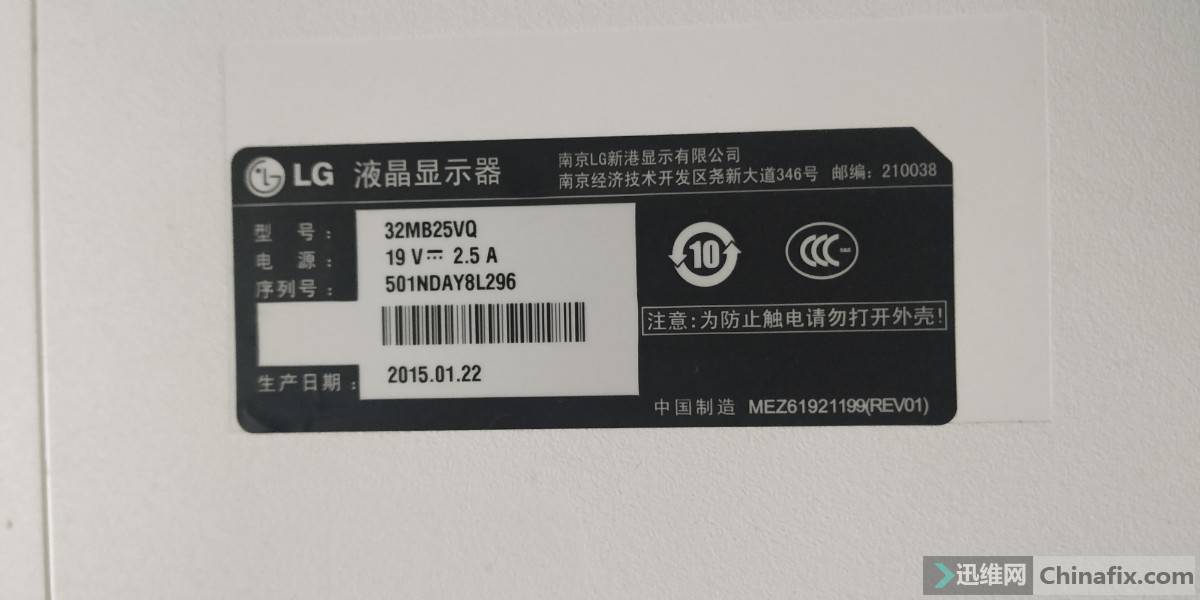 LG 液晶显示器
南京LG新港显示有限公司
南京经济技术开发区尧新大道346号 邮编：210038
型 号： 32MB25VQ
电 源： 19 V⎓ 2.5 A
序列号： 501NDAY8L296
生产日期： 2015.01.22
10
CCC S&E
注意:为防止触电请勿打开外壳!
中国制造 MEZ61921199(REV01)
迅维网 Chinafix.com